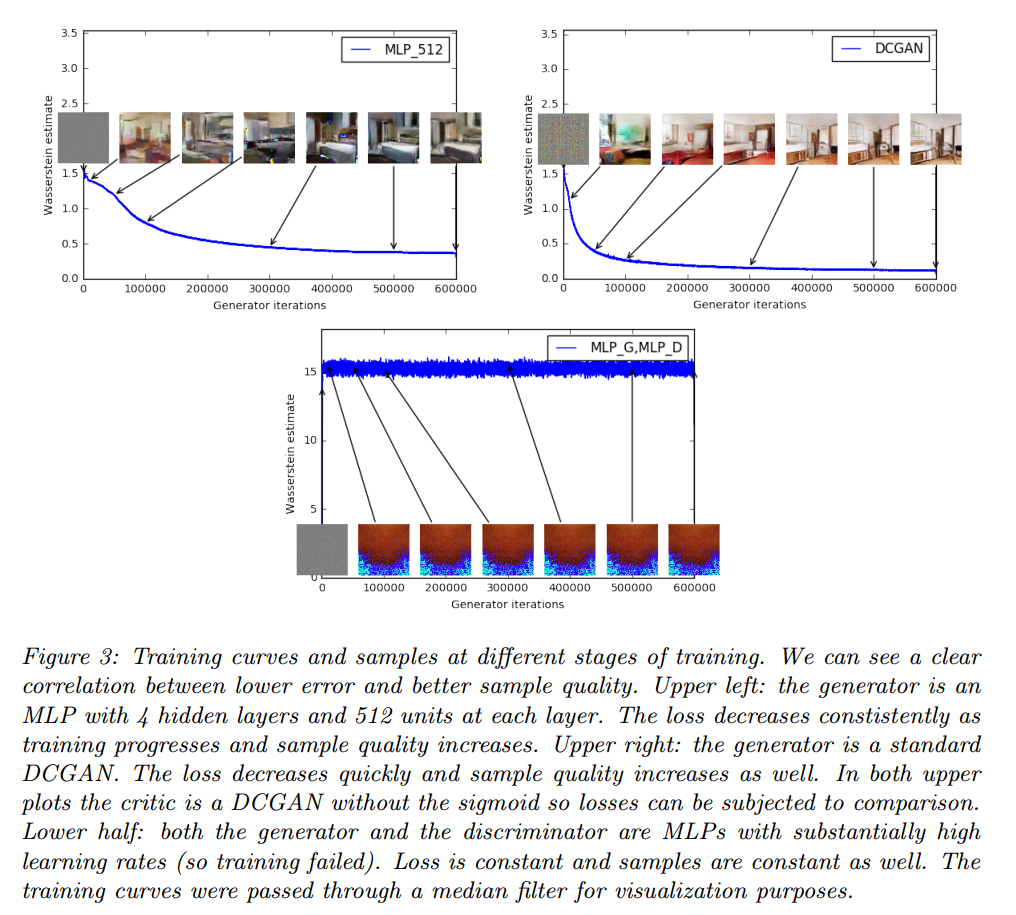 3.5
3.0
2.5
1.5
1.0
0.5
0.0
Wasserstein estimate
MLP_512
0 100000 200000 300000 400000 500000 600000
Generator iterations
3.5
3.0
2.5
1.5
1.0
0.5
0.0
Wasserstein estimate
DCGAN
0 100000 200000 300000 400000 500000 600000
Generator iterations
15
10
5
0
Wasserstein estimate
MLP_G,MLP_D
0 100000 200000 300000 400000 500000 600000
Generator iterations
Figure 3: Training curves and samples at different stages of training. We can see a clear
correlation between lower error and better sample quality. Upper left: the generator is an
MLP with 4 hidden layers and 512 units at each layer. The loss decreases constistently as
training progresses and sample quality increases. Upper right: the generator is a standard
DCGAN. The loss decreases quickly and sample quality increases as well. In both upper
plots the critic is a DCGAN without the sigmoid so losses can be subjected to comparison.
Lower half: both the generator and the discriminator are MLPs with substantially high
learning rates (so training failed). Loss is constant and samples are constant as well. The
training curves were passed through a median filter for visualization purposes.